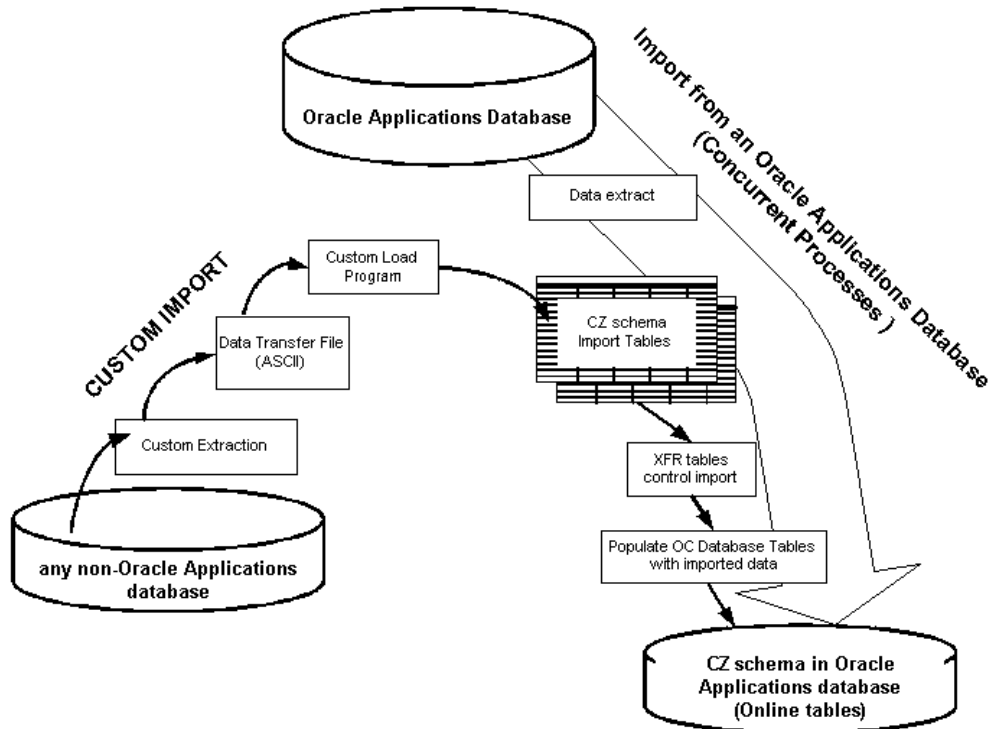 Oracle Applications Database
Import from an Oracle Applications Database
(Concurrent Processes )
Data extract
Custom Load
Program
CUSTOM IMPORT
CZ schema
Import Tables
Data Transfer File
(ASCII)
Custom Extraction
XFR tables
control import
any non-Oracle Applications
database
Populate OC Database Tables
with imported data
CZ schema in Oracle
Applications database
(Online tables)